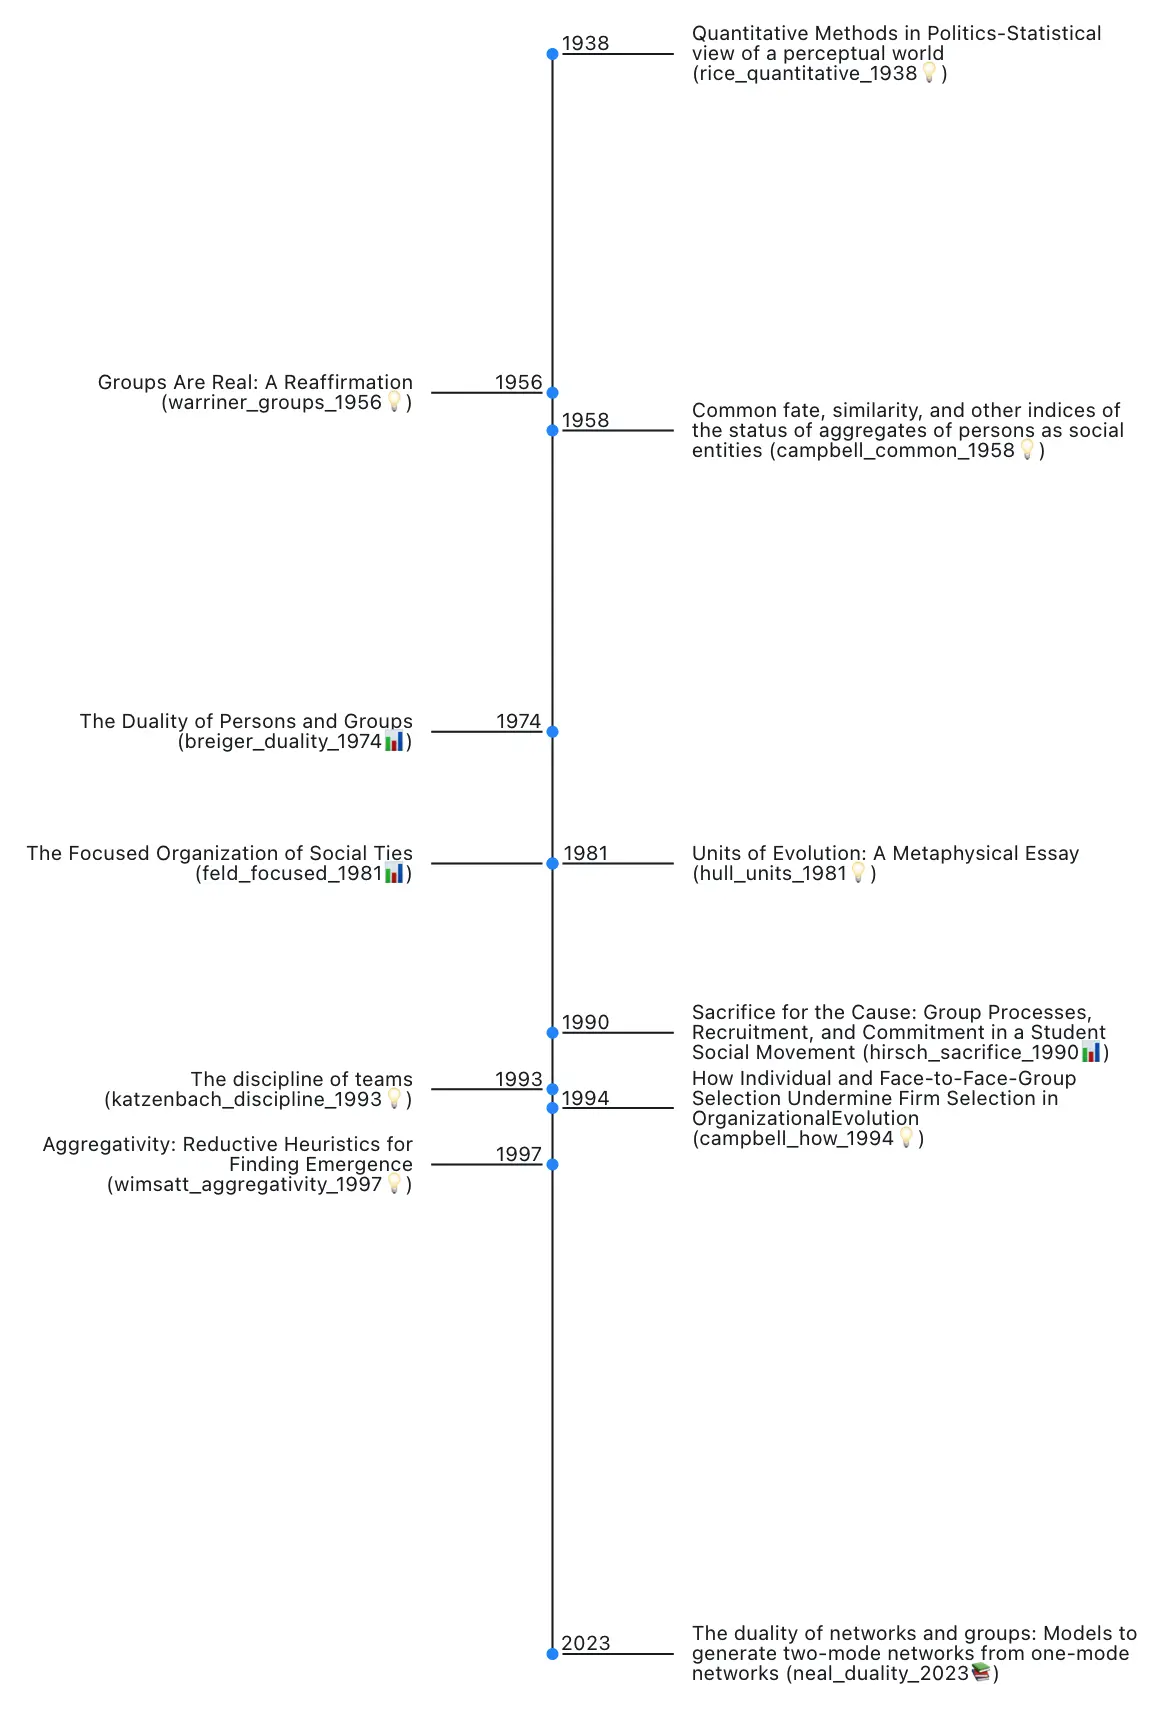 1938
Quantitative Methods in Politics-Statistical
view of a perceptual world
(rice_quantitative_1938💡)
Groups Are Real: A Reaffirmation
(warriner_groups_1956💡)
1956
1958
Common fate, similarity, and other indices of
the status of aggregates of persons as social
entities (campbell_common_1958💡)
The Duality of Persons and Groups
(breiger_duality_1974📊)
1974
The Focused Organization of Social Ties
(feld_focused_1981📊)
1981
Units of Evolution: A Metaphysical Essay
(hull_units_1981💡)
1990
Sacrifice for the Cause: Group Processes,
Recruitment, and Commitment in a Student
Social Movement (hirsch_sacrifice_1990📊)
The discipline of teams
(katzenbach_discipline_1993💡)
1993
1994
How Individual and Face-to-Face-Group
Selection Undermine Firm Selection in
OrganizationalEvolution
(campbell_how_1994💡)
Aggregativity: Reductive Heuristics for
Finding Emergence
(wimsatt_aggregativity_1997💡)
1997
2023
The duality of networks and groups: Models to
generate two-mode networks from one-mode
networks (neal_duality_2023📚)